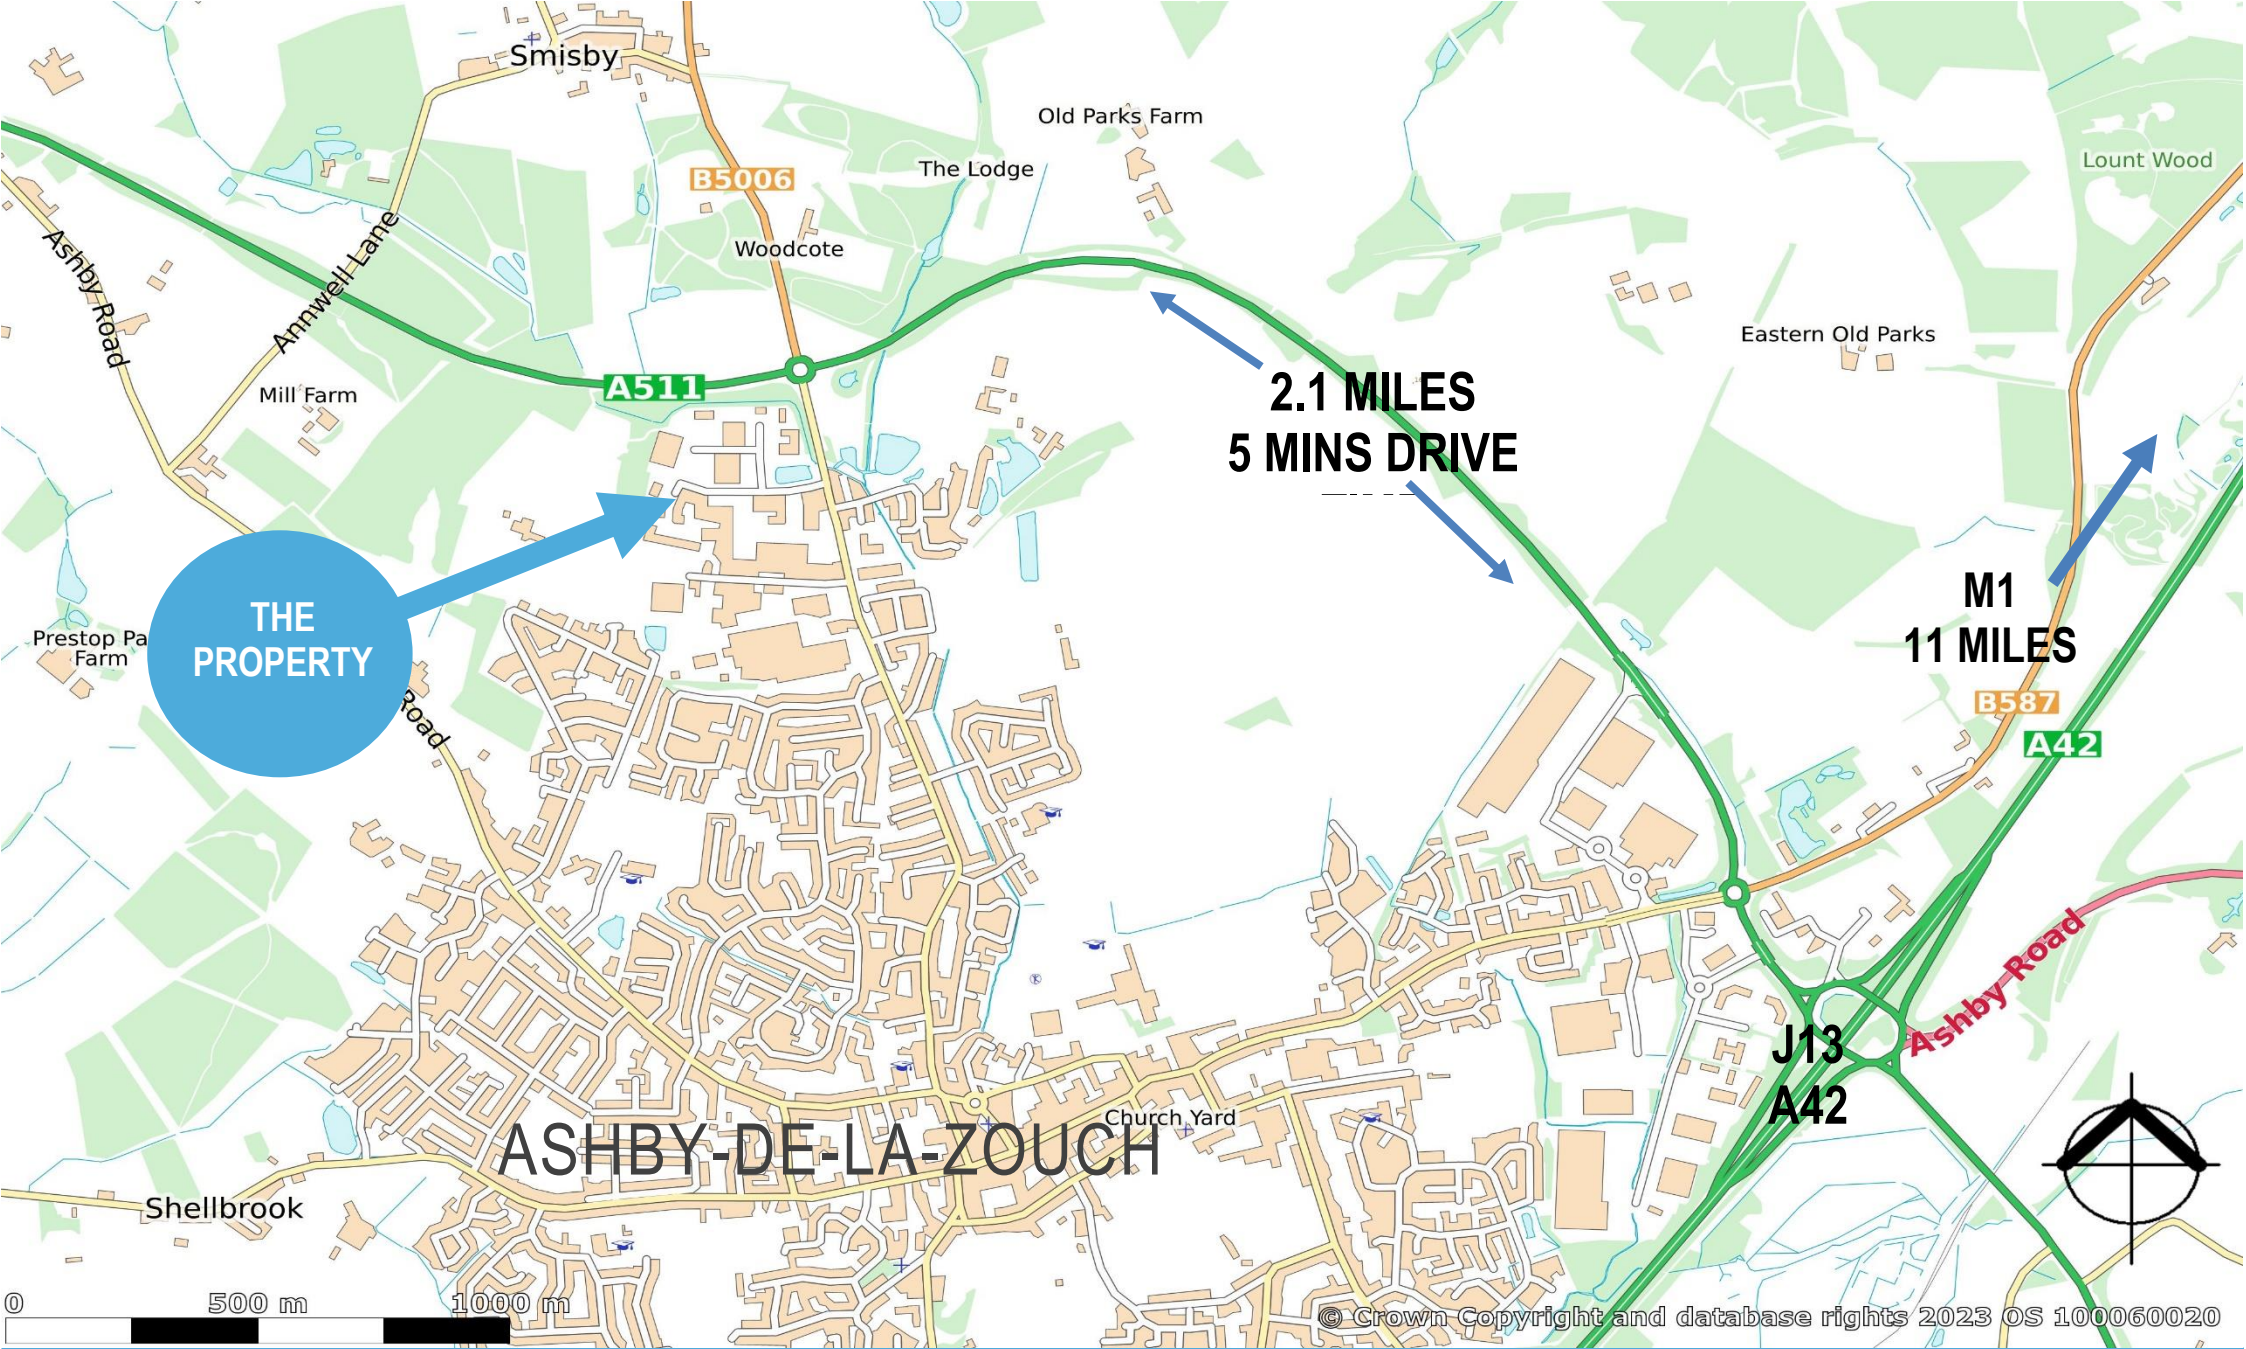 Smisby
Old Parks Farm
Lount Wood
The Lodge
B5006
Woodcote
Ashby Road
Annwell Lane
Eastern Old Parks
A511
Mill Farm
2.1 MILES
5 MINS DRIVE
M1
11 MILES
THE
PROPERTY
Prestop Pa
Farm
Road
B587
A42
Ashby Road
J13
A42
Church Yard
ASHBY-DE-LA-ZOUCH
Shellbrook
0 500 m 1000 m
© Crown Copyright and database rights 2023 OS 100060020